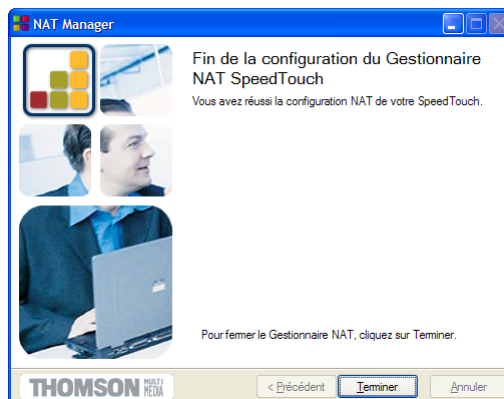 NAT Manager
Fin de la configuration du Gestionnaire
NAT SpeedTouch
Vous avez réussi la configuration NAT de votre SpeedTouch.
Pour fermer le Gestionnaire NAT, cliquez sur Terminer.
THOMSON MULTI
MEDIA
< Précédent Terminer Annuler